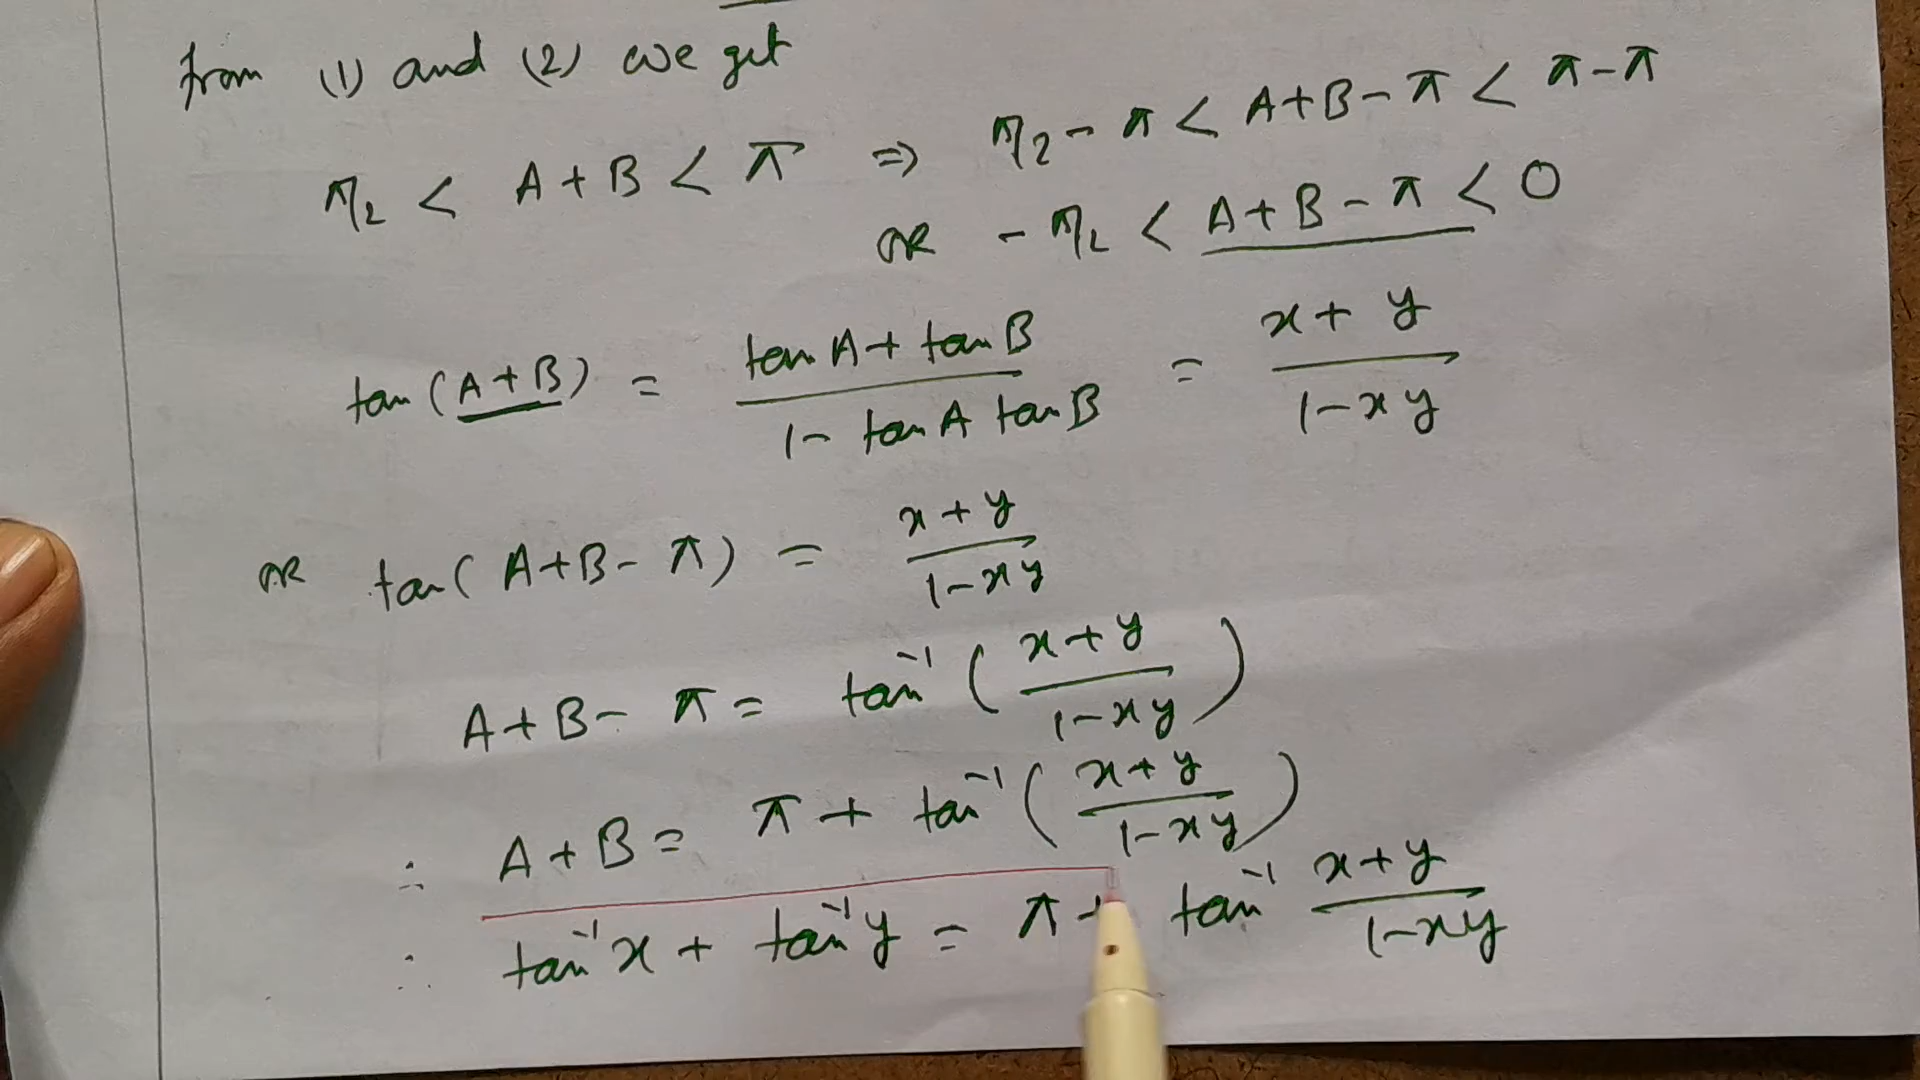 from (1) and (2) we get
π/2 < A + B < π ⇒ π/2 - π < A+B - π < π - π
OR - π/2 < A+B - π < 0
tan (A+B) = (tan A + tan B)/(1 - tan A tan B) = (x + y)/(1 - xy)
OR tan (A+B - π) = (x + y)/(1 - xy)
A+B - π = tan⁻¹ ((x + y)/(1 - xy))
∴ A + B = π + tan⁻¹ ((x + y)/(1 - xy))
∴ tan⁻¹x + tan⁻¹y = π + tan⁻¹ (x + y)/(1 - xy)